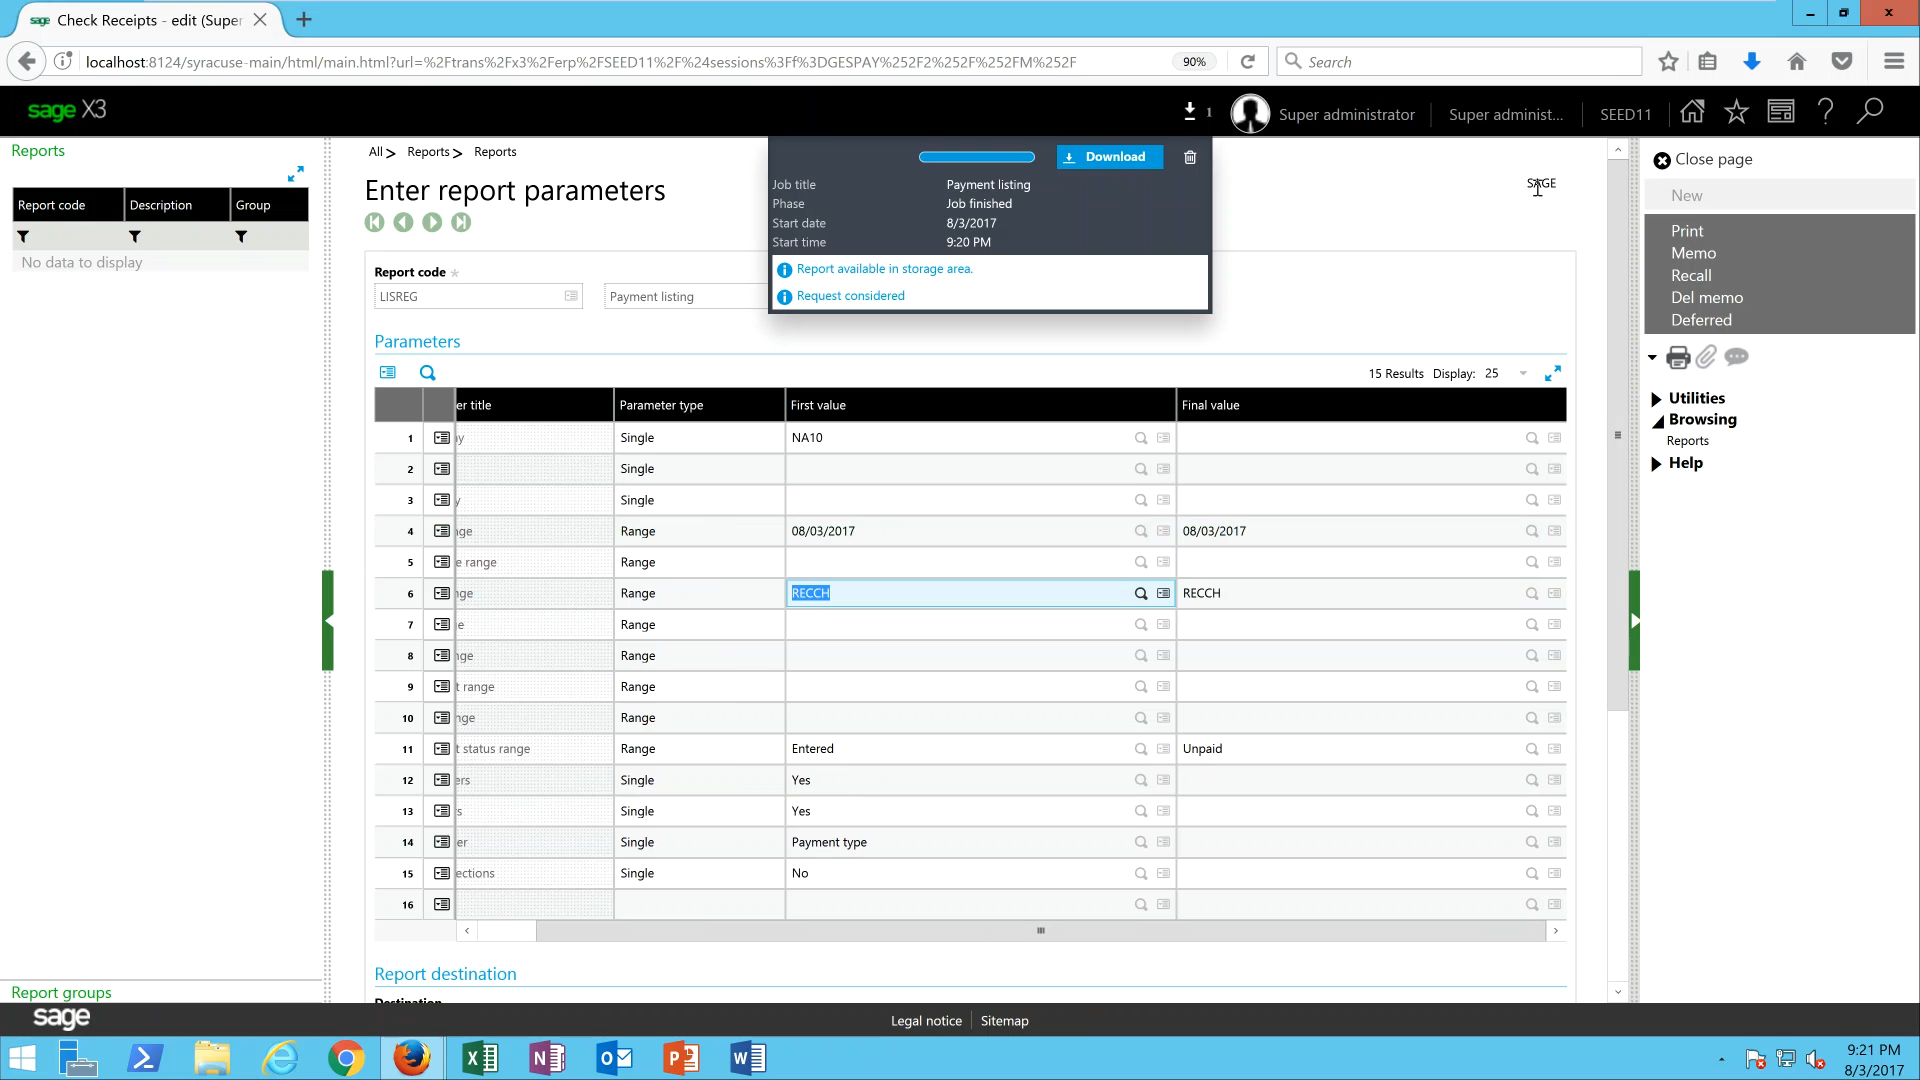 sage Check Receipts - edit (Super
localhost:8124/syracuse-main/html/main.html?url=%2Ftrans%2Fx3%2Ferp%2FSEED11%2F%24sessions%3Ff%3DGESPAY%252F2%252F%252FM%252F
90%
Search
sage X3
1
Super administrator
Super administ...
SEED11
Reports
Report code
Description
Group
No data to display
Report groups
All > Reports > Reports
Enter report parameters
SAGE
Download
Job title Payment listing
Phase Job finished
Start date 8/3/2017
Start time 9:20 PM
Report available in storage area.
Request considered
Report code *
LISREG Payment listing
Parameters
15 Results Display: 25
er title Parameter type First value Final value
1 y Single NA10
2 Single
3 y Single
4 nge Range 08/03/2017 08/03/2017
5 e range Range
6 nge Range RECCH RECCH
7 e Range
8 nge Range
9 t range Range
10 nge Range
11 t status range Range Entered Unpaid
12 ers Single Yes
13 s Single Yes
14 er Single Payment type
15 ections Single No
16
Report destination
Destination
Close page
New
Print
Memo
Recall
Del memo
Deferred
Utilities
Browsing
Reports
Help
sage
Legal notice Sitemap
9:21 PM
8/3/2017